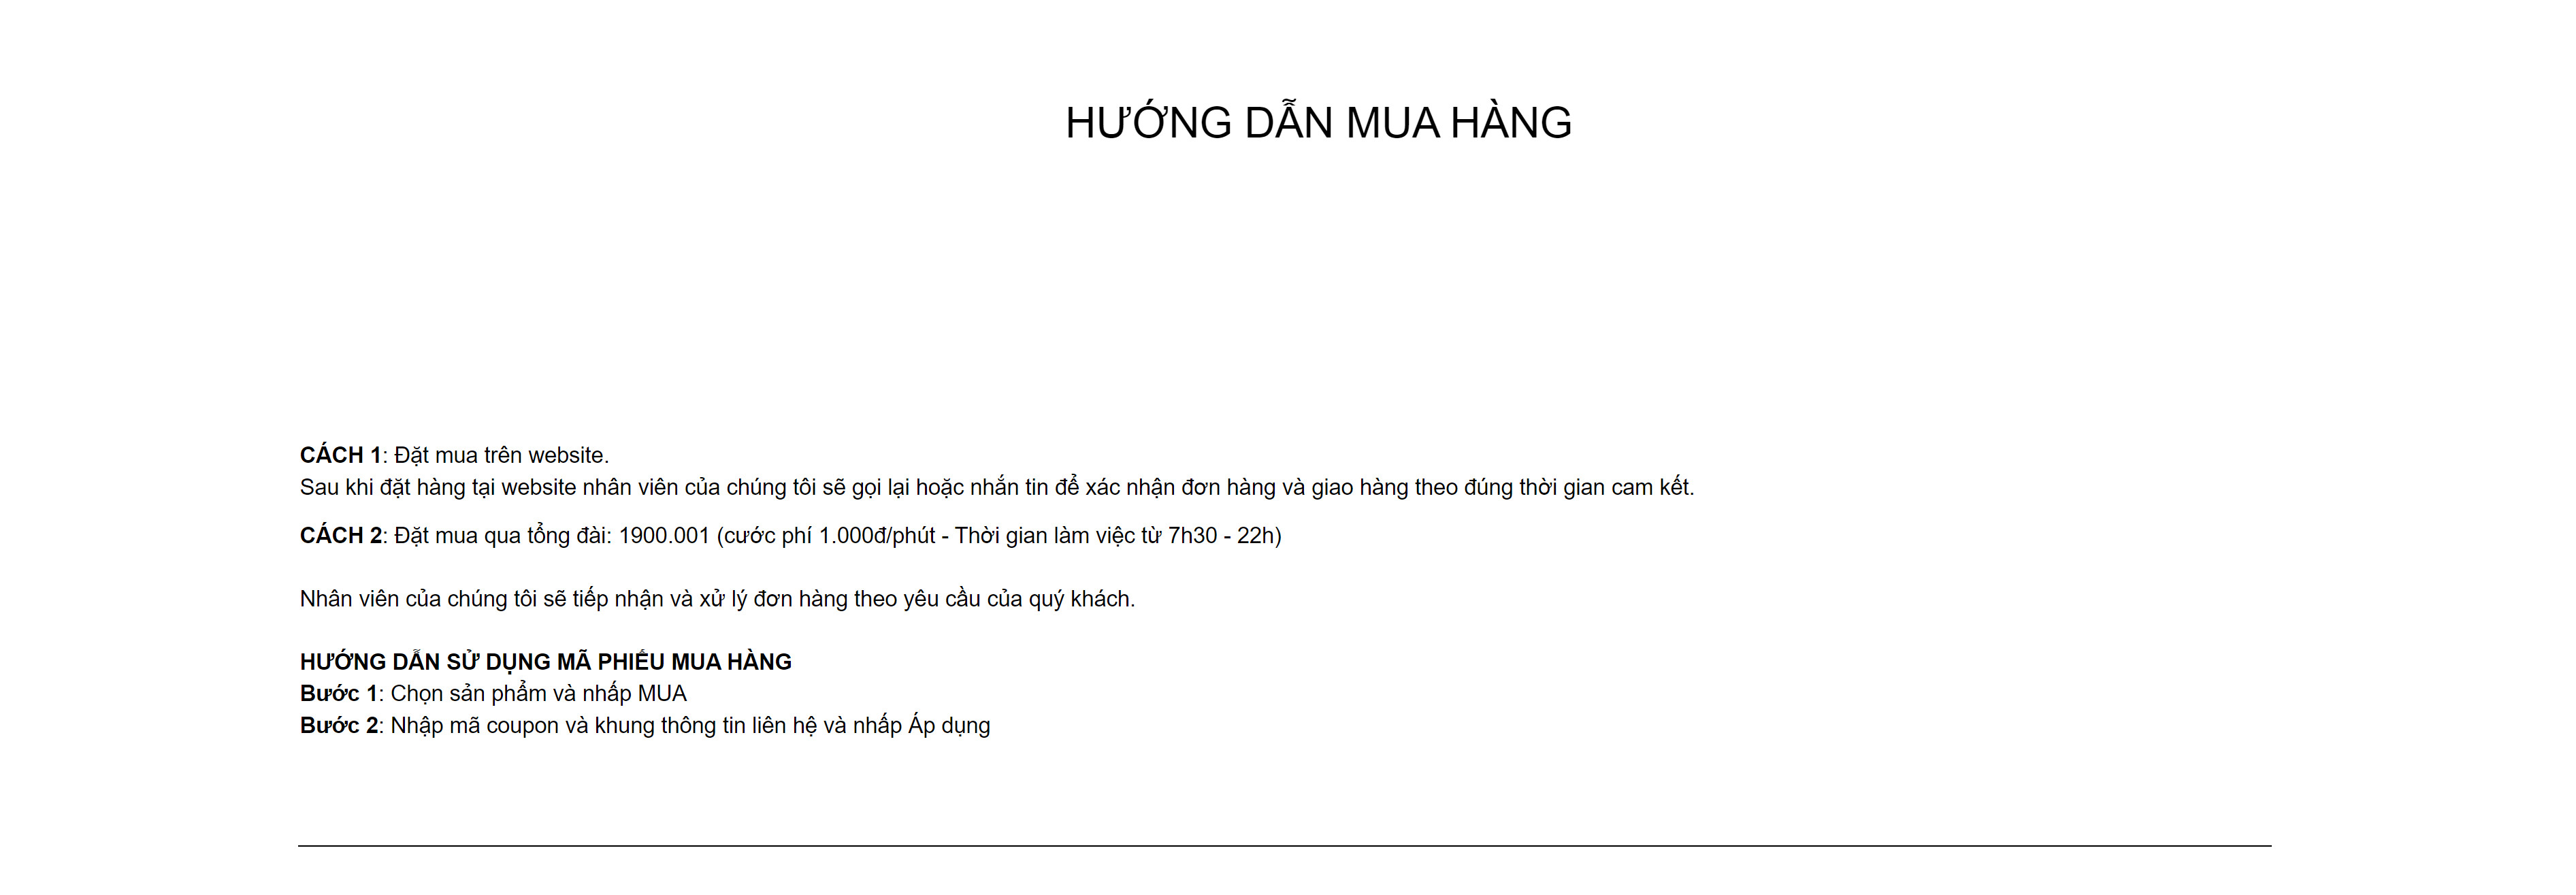 HƯỚNG DẪN MUA HÀNG
CÁCH 1: Đặt mua trên website.
Sau khi đặt hàng tại website nhân viên của chúng tôi sẽ gọi lại hoặc nhắn tin để xác nhận đơn hàng và giao hàng theo đúng thời gian cam kết.
CÁCH 2: Đặt mua qua tổng đài: 1900.001 (cước phí 1.000đ/phút - Thời gian làm việc từ 7h30 - 22h)
Nhân viên của chúng tôi sẽ tiếp nhận và xử lý đơn hàng theo yêu cầu của quý khách.
HƯỚNG DẪN SỬ DỤNG MÃ PHIẾU MUA HÀNG
Bước 1: Chọn sản phẩm và nhấp MUA
Bước 2: Nhập mã coupon và khung thông tin liên hệ và nhấp Áp dụng